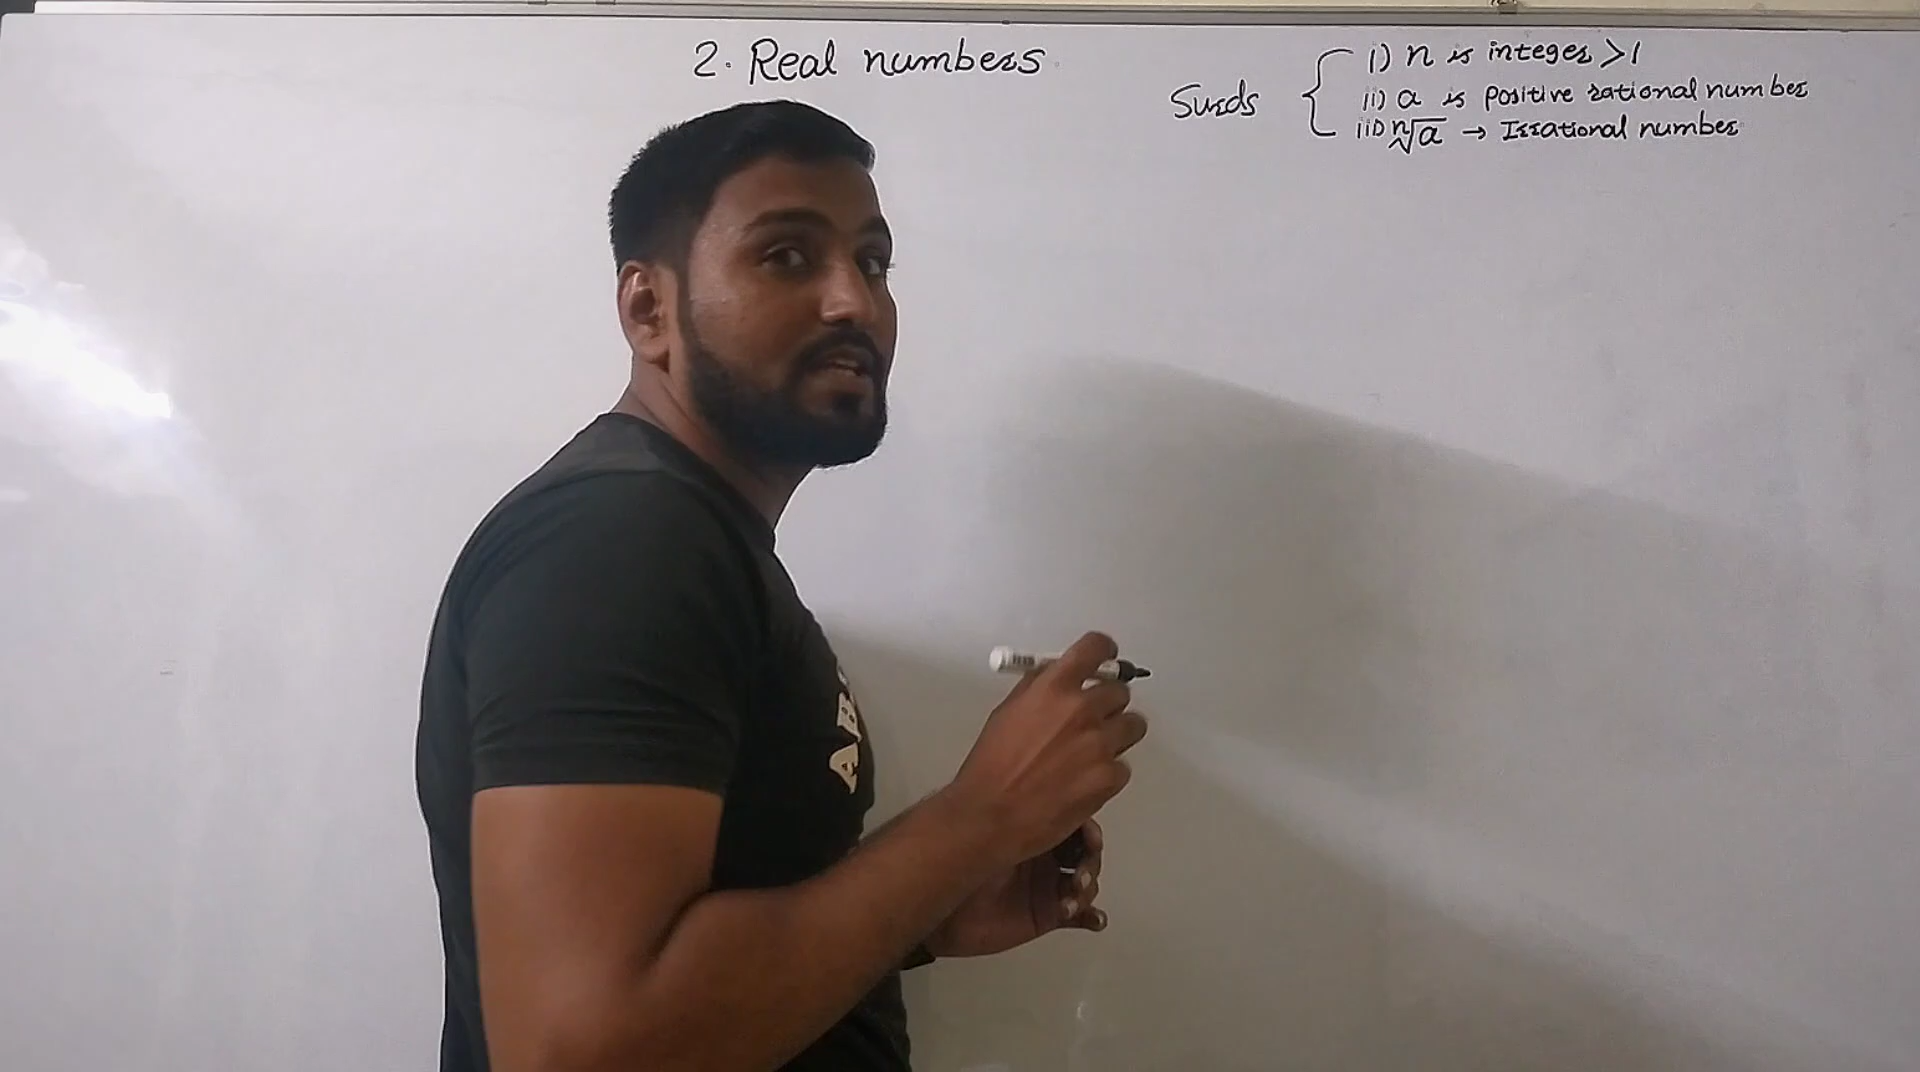 2. Real numbers
Surds
i) n is integer >1
ii) a is positive rational number
iii) ⁿ√a → Irrational number